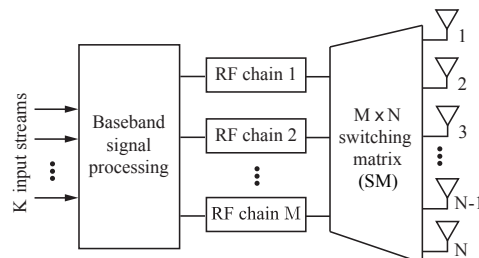 K input streams
Baseband
signal
processing
RF chain 1
RF chain 2
RF chain M
M x N
switching
matrix
(SM)
1
2
3
N-1
N